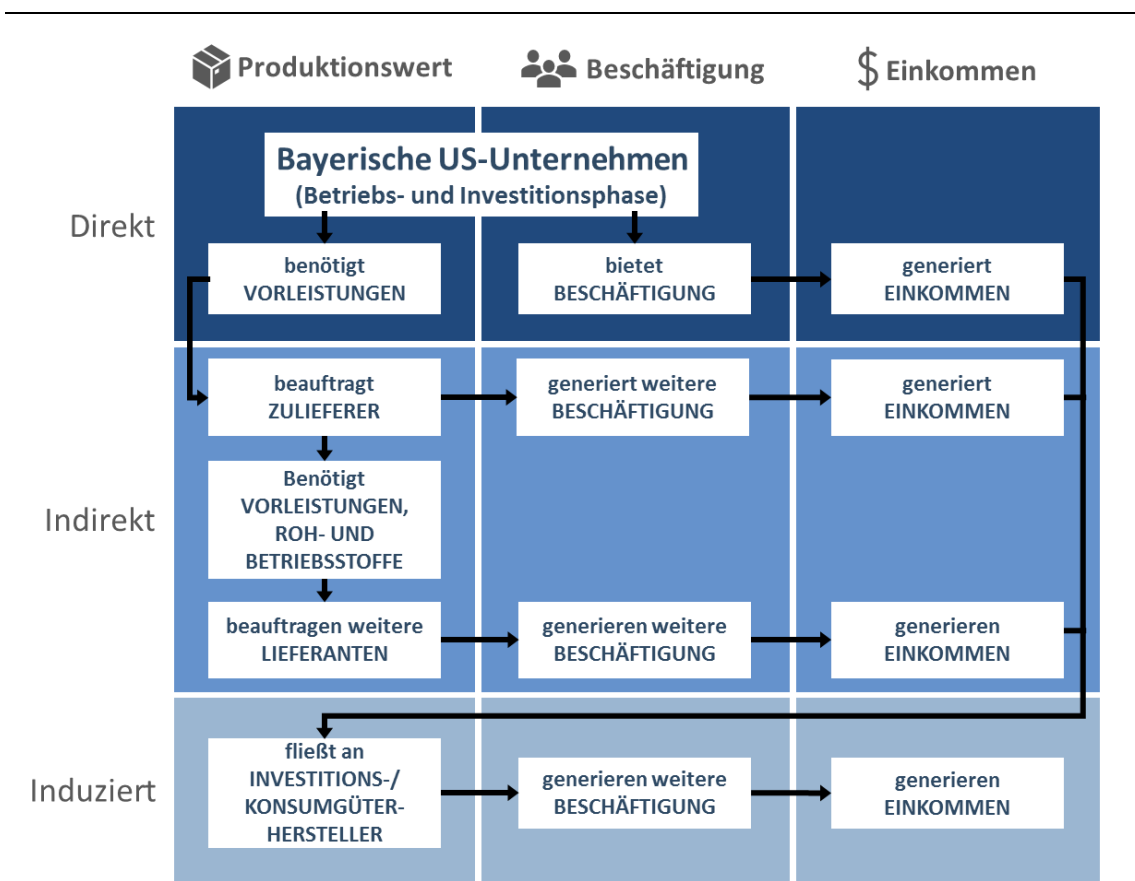 Produktionswert
Beschäftigung
$ Einkommen
Direkt
Bayerische US-Unternehmen
(Betriebs- und Investitionsphase)
benötigt
VORLEISTUNGEN
bietet
BESCHÄFTIGUNG
generiert
EINKOMMEN
Indirekt
beauftragt
ZULIEFERER
generiert weitere
BESCHÄFTIGUNG
generiert
EINKOMMEN
Benötigt
VORLEISTUNGEN,
ROH- UND
BETRIEBSSTOFFE
beauftragen weitere
LIEFERANTEN
generieren weitere
BESCHÄFTIGUNG
generieren
EINKOMMEN
Induziert
fließt an
INVESTITIONS-/
KONSUMGÜTER-
HERSTELLER
generieren weitere
BESCHÄFTIGUNG
generieren
EINKOMMEN